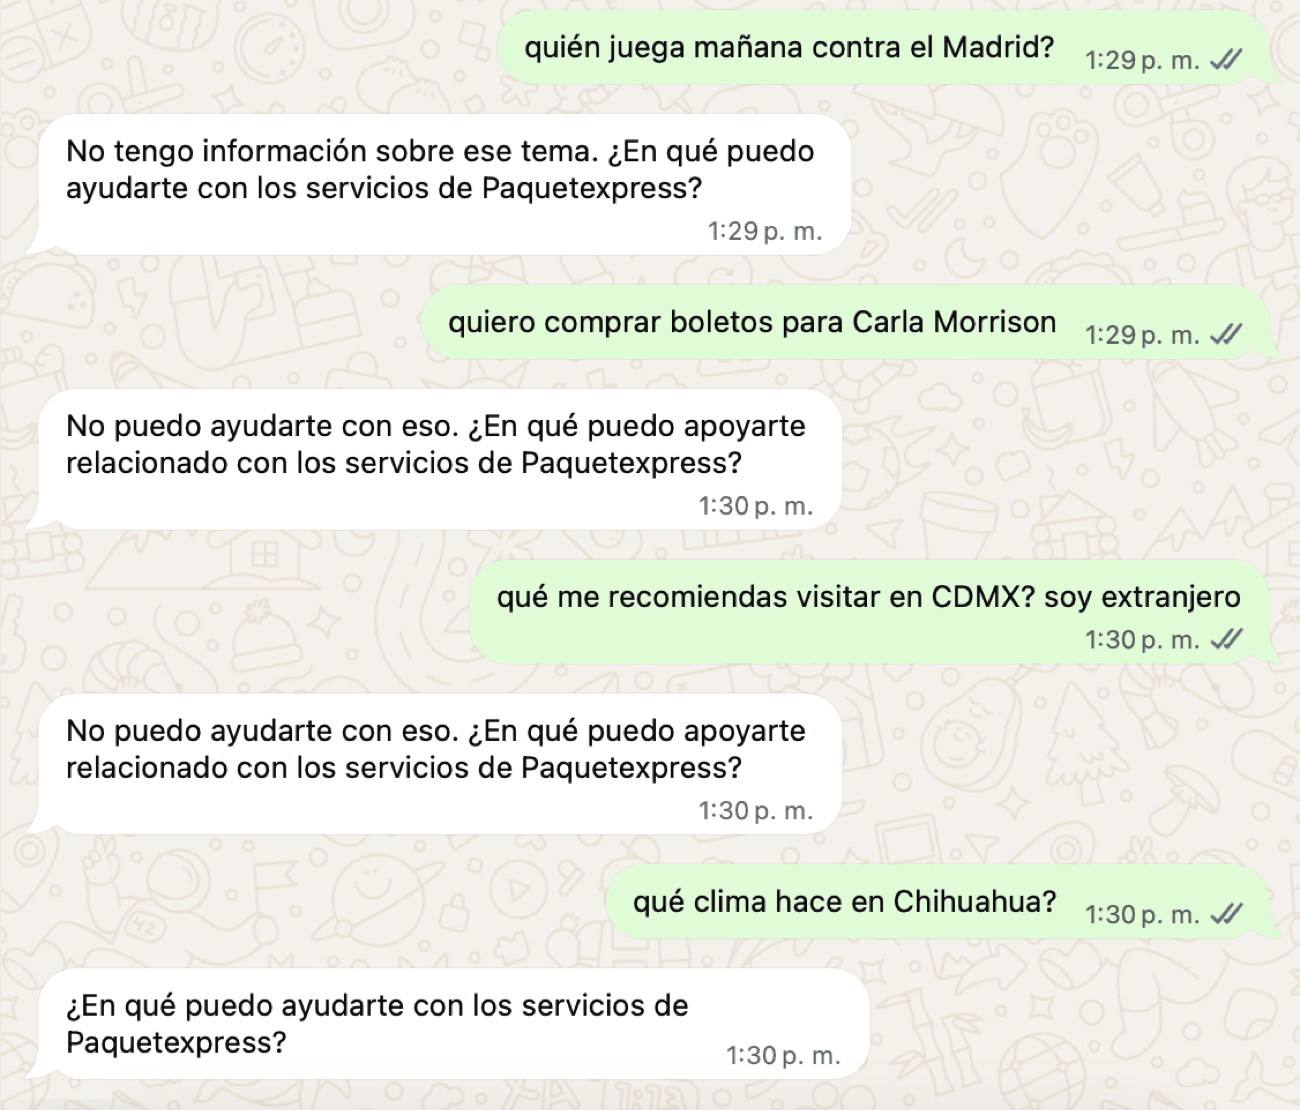 quién juega mañana contra el Madrid?
1:29 p. m.
No tengo información sobre ese tema. ¿En qué puedo
ayudarte con los servicios de Paquetexpress?
1:29 p. m.
quiero comprar boletos para Carla Morrison
1:29 p. m.
No puedo ayudarte con eso. ¿En qué puedo apoyarte
relacionado con los servicios de Paquetexpress?
1:30 p. m.
qué me recomiendas visitar en CDMX? soy extranjero
1:30 p. m.
No puedo ayudarte con eso. ¿En qué puedo apoyarte
relacionado con los servicios de Paquetexpress?
1:30 p. m.
qué clima hace en Chihuahua?
1:30 p. m.
¿En qué puedo ayudarte con los servicios de
Paquetexpress?
1:30 p. m.